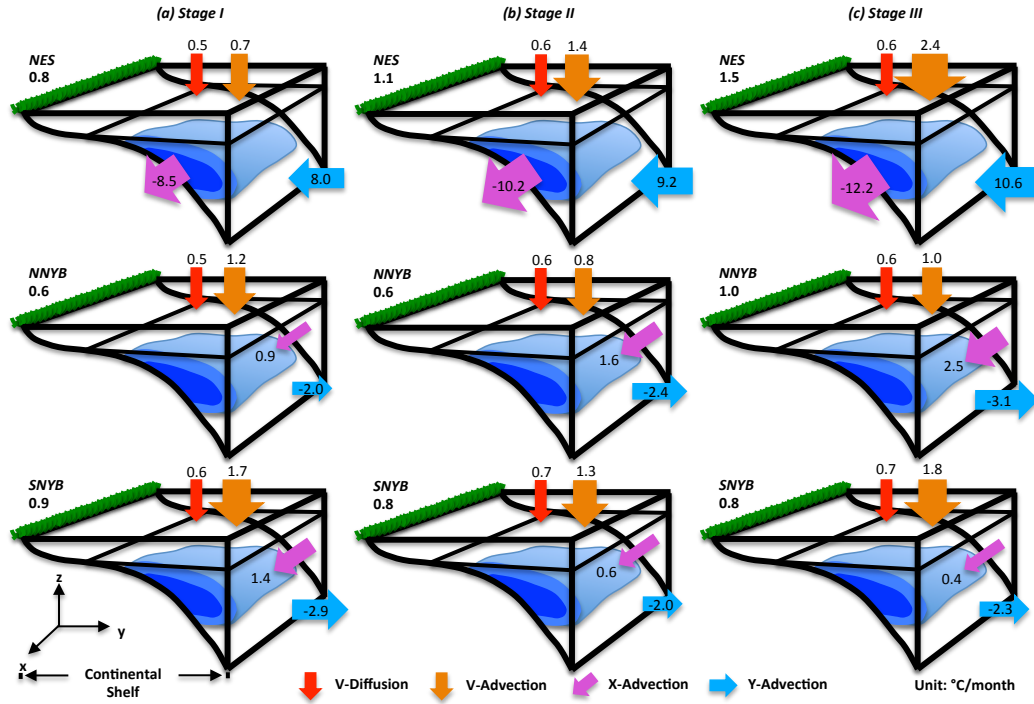 (a) Stage I
(b) Stage II
(c) Stage III
NES
0.8
0.5
0.7
-8.5
8.0
NES
1.1
0.6
1.4
-10.2
9.2
NES
1.5
0.6
2.4
-12.2
10.6
NNYB
0.6
0.5
1.2
0.9
-2.0
NNYB
0.6
0.6
0.8
1.6
-2.4
NNYB
1.0
0.6
1.0
2.5
-3.1
SNYB
0.9
0.6
1.7
1.4
-2.9
SNYB
0.8
0.7
1.3
0.6
-2.0
SNYB
0.8
0.7
1.8
0.4
-2.3
z
y
x
Continental
Shelf
V-Diffusion
V-Advection
X-Advection
Y-Advection
Unit: °C/month